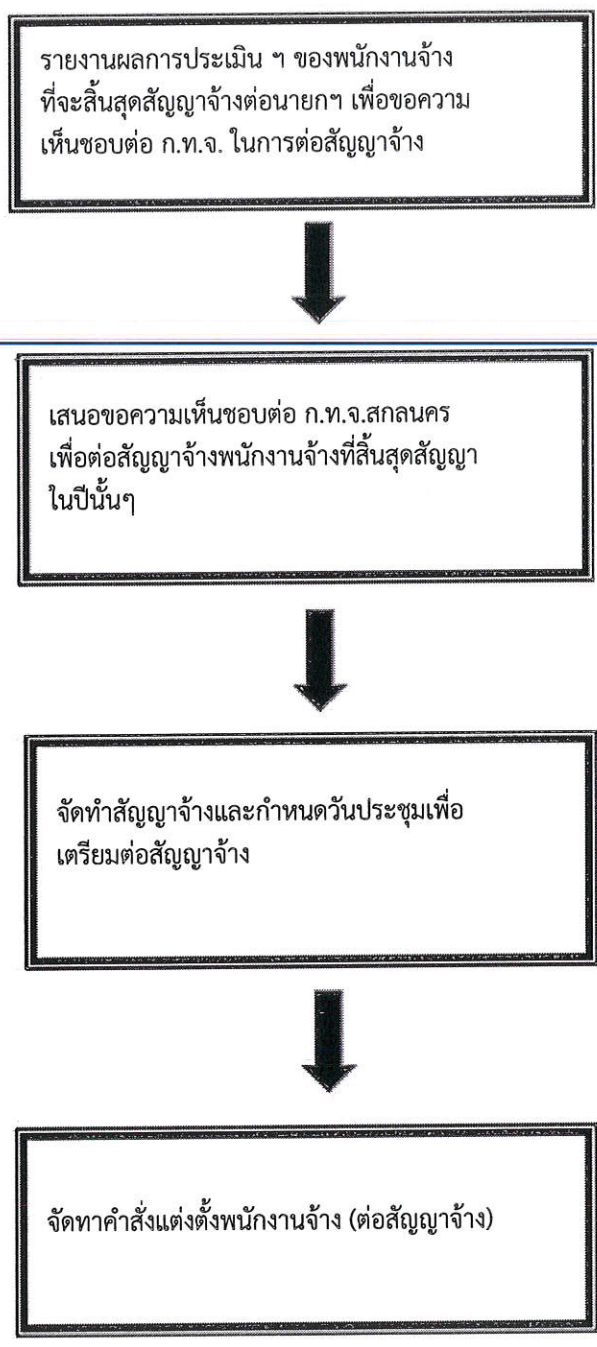 รายงานผลการประเมิน ฯ ของพนักงานจ้าง
ที่จะสิ้นสุดสัญญาจ้างต่อนายกฯ เพื่อขอความ
เห็นชอบต่อ ก.ท.จ. ในการต่อสัญญาจ้าง
เสนอขอความเห็นชอบต่อ ก.ท.จ.สกลนคร
เพื่อต่อสัญญาจ้างพนักงานจ้างที่สิ้นสุดสัญญา
ในปีนั้นๆ
จัดทำสัญญาจ้างและกำหนดวันประชุมเพื่อ
เตรียมต่อสัญญาจ้าง
จัดทาคำสั่งแต่งตั้งพนักงานจ้าง (ต่อสัญญาจ้าง)